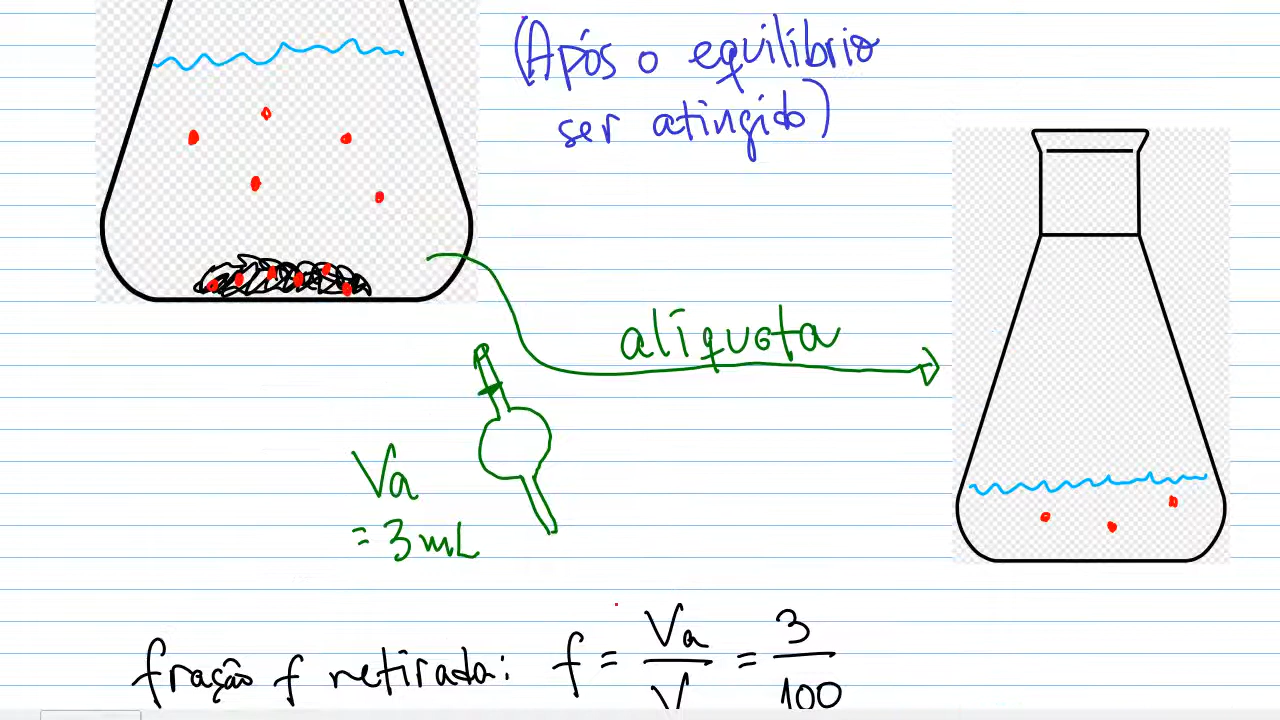 (Após o equilíbrio
ser atingido)
alíquota
Va
= 3 mL
fração f retirada: f = Va/V = 3/100